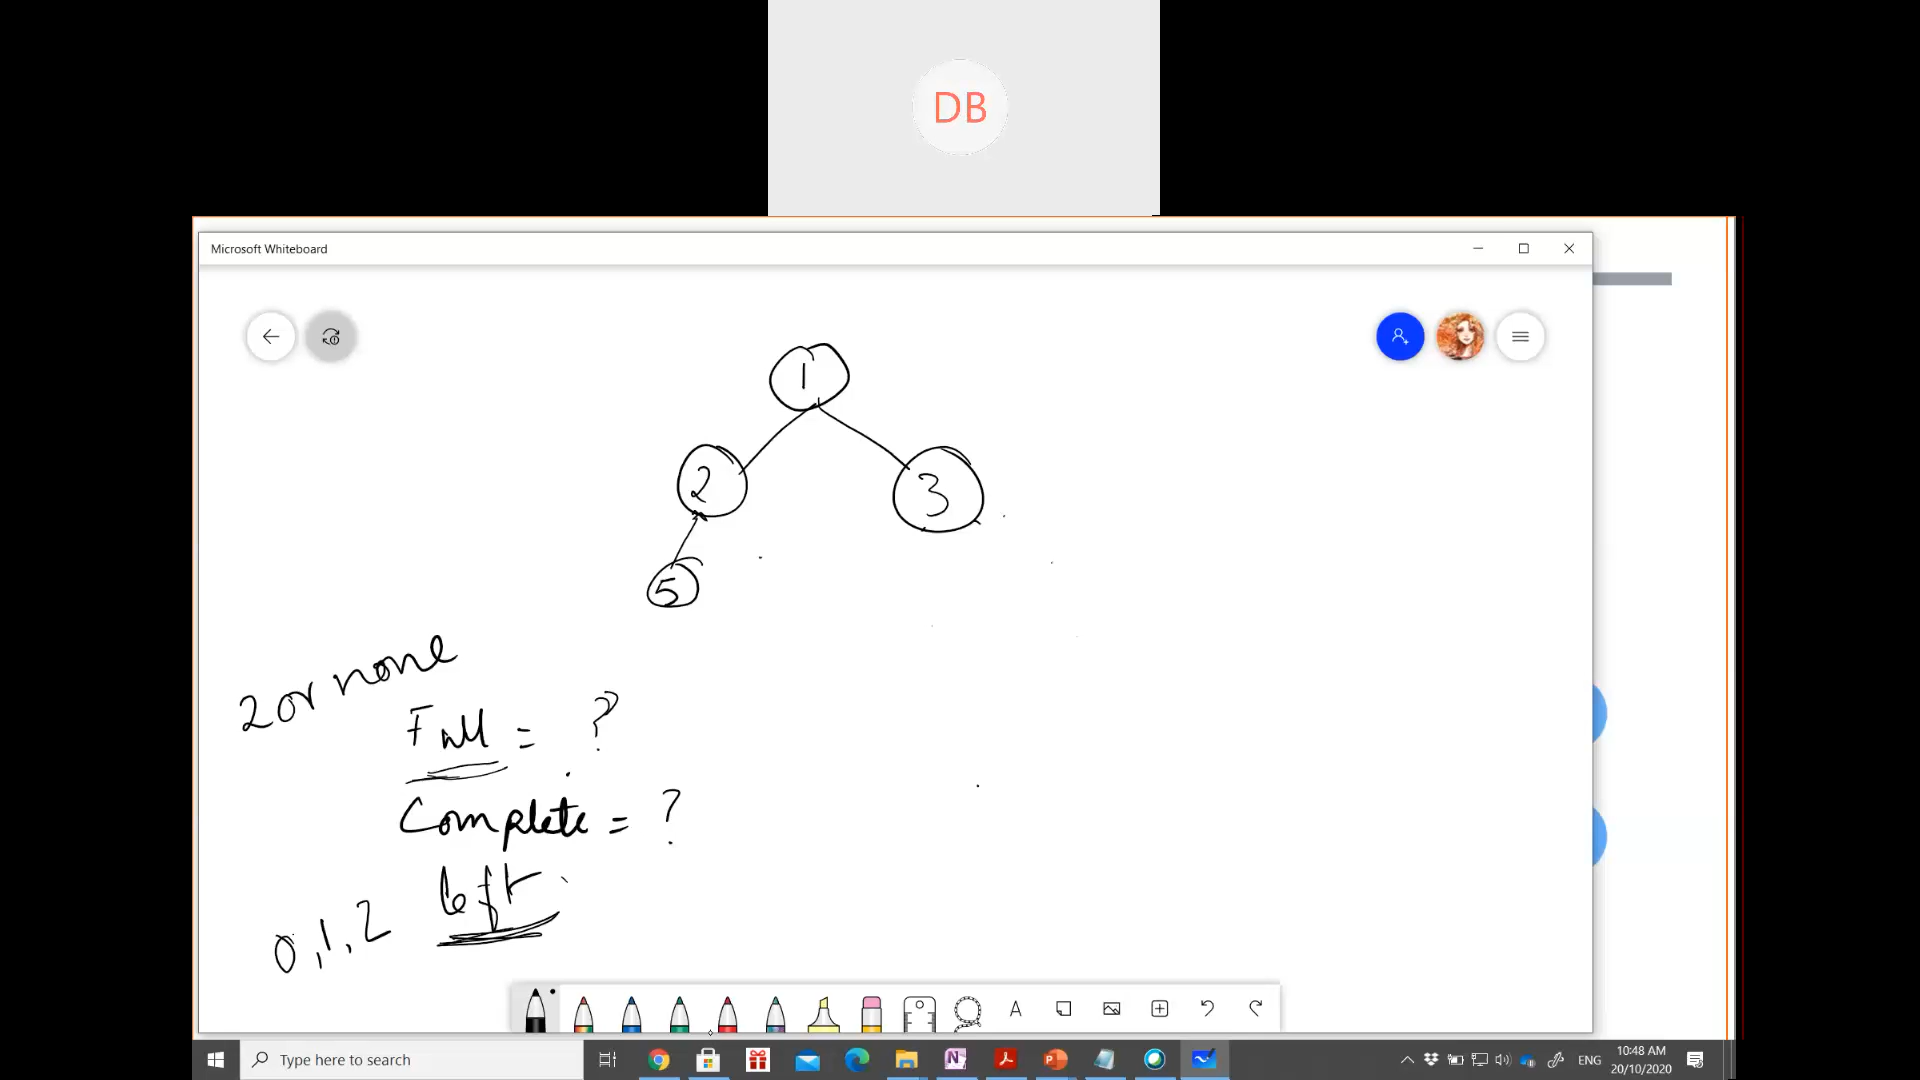 DB
Microsoft Whiteboard
1
2
3
5
2 or none
Full = ?
Complete = ?
left
0,1,2
A
Type here to search
ENG
10:48 AM
20/10/2020